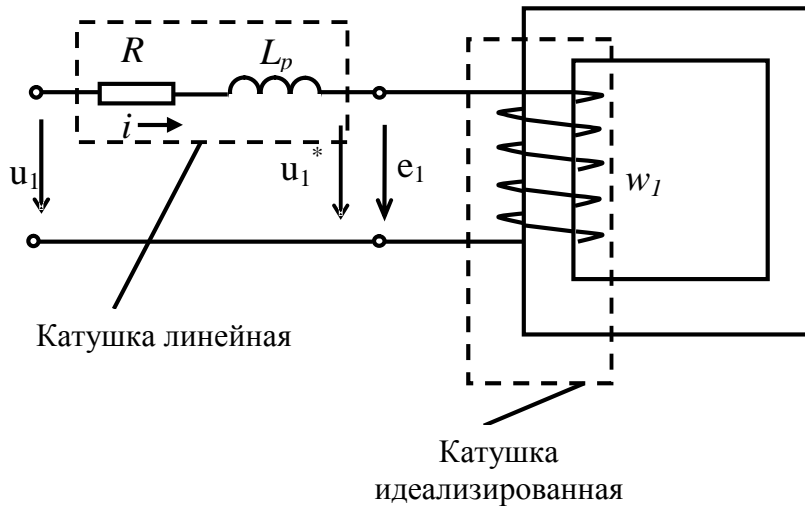 R
L_p
i
u_1
u_1^*
e_1
w_1
Катушка линейная
Катушка
идеализированная